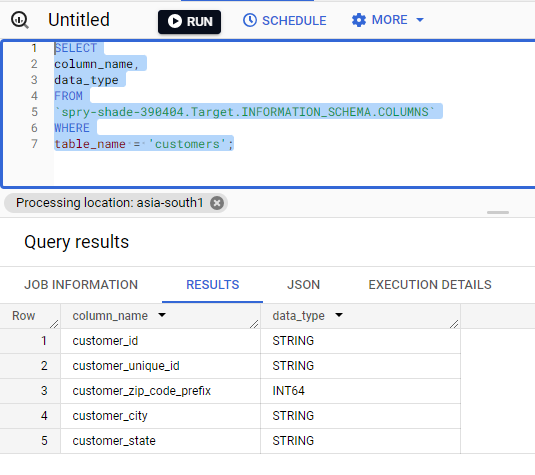 Untitled RUN SCHEDULE MORE
1 SELECT
2 column_name,
3 data_type
4 FROM
5 `spry-shade-390404.Target.INFORMATION_SCHEMA.COLUMNS`
6 WHERE
7 table_name = 'customers';
Processing location: asia-south1
Query results
JOB INFORMATION RESULTS JSON EXECUTION DETAILS
Row column_name data_type
1 customer_id STRING
2 customer_unique_id STRING
3 customer_zip_code_prefix INT64
4 customer_city STRING
5 customer_state STRING